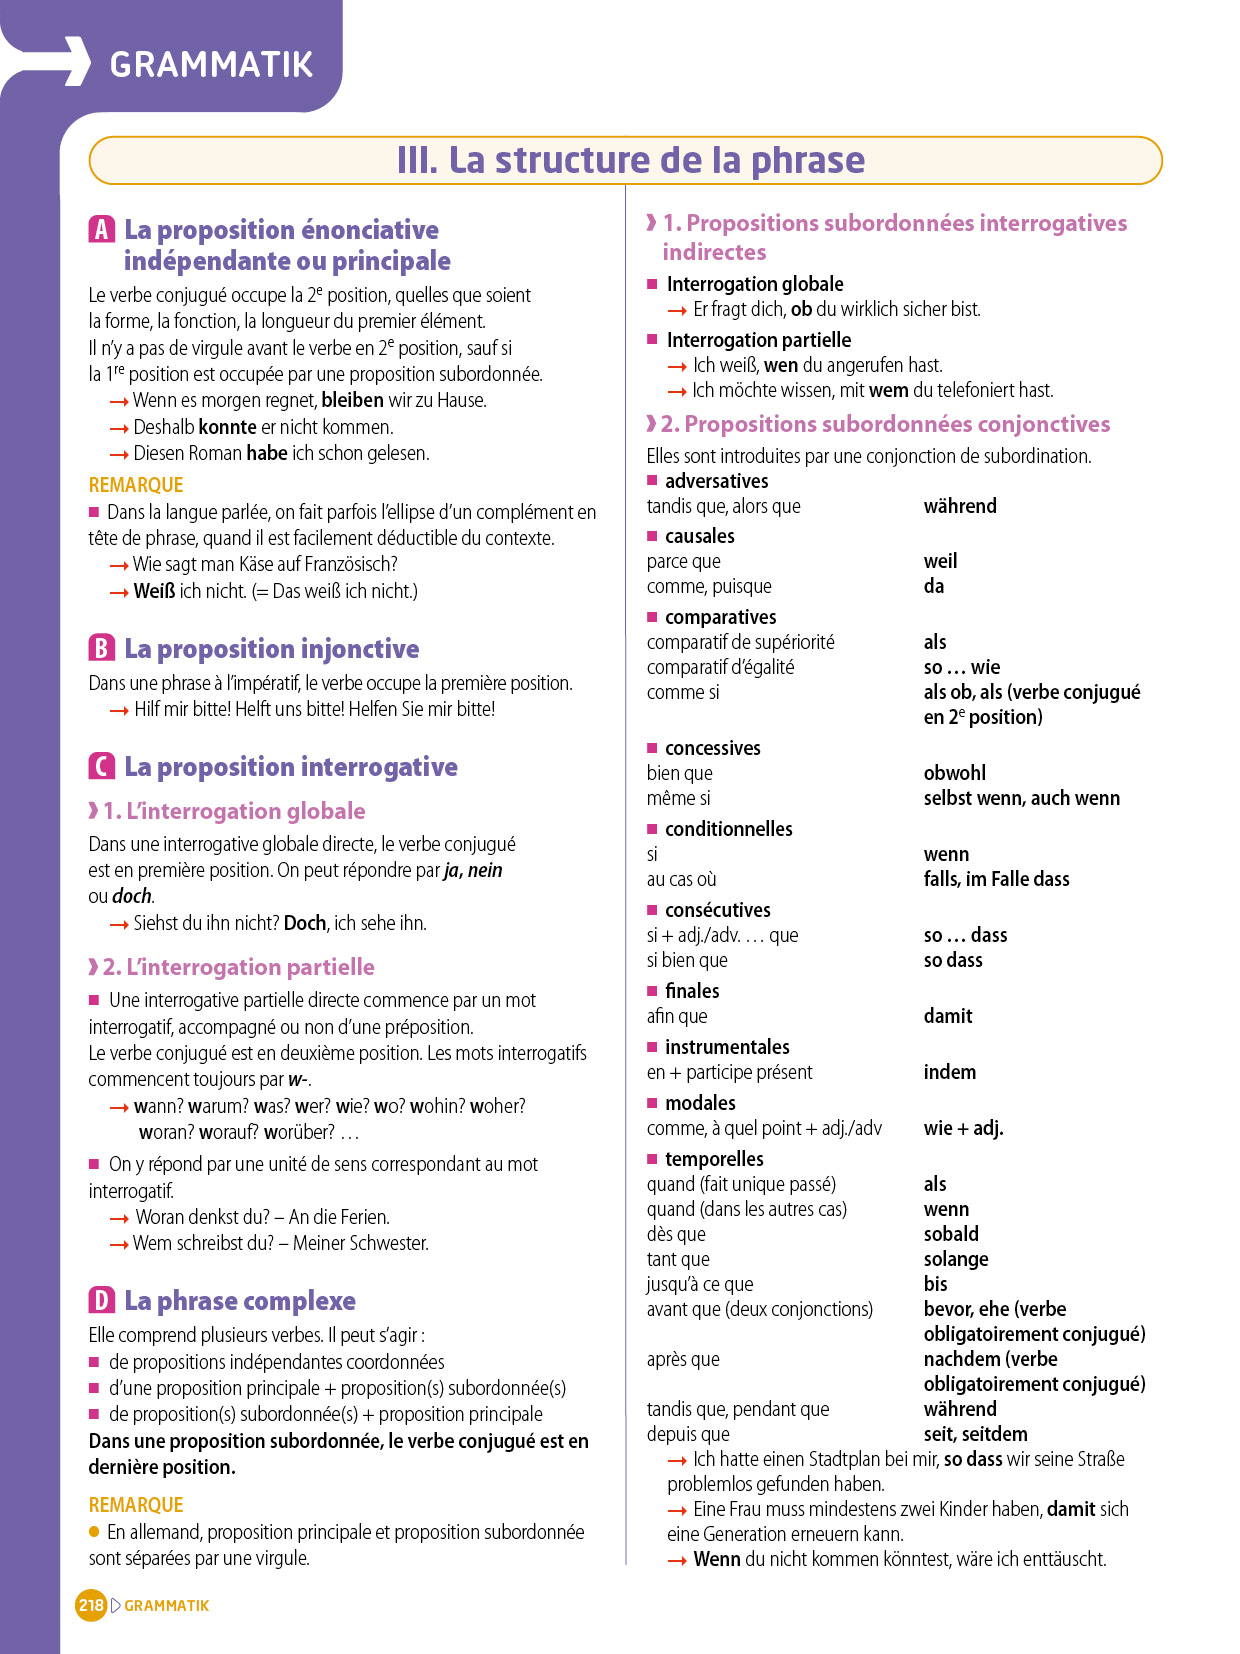 GRAMMATIK
III. La structure de la phrase
A La proposition énonciative
indépendante ou principale
Le verbe conjugué occupe la 2e position, quelles que soient
la forme, la fonction, la longueur du premier élément.
Il n’y a pas de virgule avant le verbe en 2e position, sauf si
la 1re position est occupée par une proposition subordonnée.
→ Wenn es morgen regnet, bleiben wir zu Hause.
→ Deshalb konnte er nicht kommen.
→ Diesen Roman habe ich schon gelesen.
REMARQUE
■ Dans la langue parlée, on fait parfois l’ellipse d’un complément en
tête de phrase, quand il est facilement déductible du contexte.
→ Wie sagt man Käse auf Französisch?
→ Weiß ich nicht. (= Das weiß ich nicht.)
B La proposition injonctive
Dans une phrase à l’impératif, le verbe occupe la première position.
→ Hilf mir bitte! Helft uns bitte! Helfen Sie mir bitte!
C La proposition interrogative
1. L’interrogation globale
Dans une interrogative globale directe, le verbe conjugué
est en première position. On peut répondre par ja, nein
ou doch.
→ Siehst du ihn nicht? Doch, ich sehe ihn.
2. L’interrogation partielle
■ Une interrogative partielle directe commence par un mot
interrogatif, accompagné ou non d’une préposition.
Le verbe conjugué est en deuxième position. Les mots interrogatifs
commencent toujours par w-.
→ wann? warum? was? wer? wie? wo? wohin? woher?
woran? worauf? worüber? …
■ On y répond par une unité de sens correspondant au mot
interrogatif.
→ Woran denkst du? – An die Ferien.
→ Wem schreibst du? – Meiner Schwester.
D La phrase complexe
Elle comprend plusieurs verbes. Il peut s’agir :
■ de propositions indépendantes coordonnées
■ d’une proposition principale + proposition(s) subordonnée(s)
■ de proposition(s) subordonnée(s) + proposition principale
Dans une proposition subordonnée, le verbe conjugué est en
dernière position.
REMARQUE
● En allemand, proposition principale et proposition subordonnée
sont séparées par une virgule.
1. Propositions subordonnées interrogatives
indirectes
■ Interrogation globale
→ Er fragt dich, ob du wirklich sicher bist.
■ Interrogation partielle
→ Ich weiß, wen du angerufen hast.
→ Ich möchte wissen, mit wem du telefoniert hast.
2. Propositions subordonnées conjonctives
Elles sont introduites par une conjonction de subordination.
■ adversatives
tandis que, alors que während
■ causales
parce que weil
comme, puisque da
■ comparatives
comparatif de supériorité als
comparatif d’égalité so … wie
comme si als ob, als (verbe conjugué
en 2e position)
■ concessives
bien que obwohl
même si selbst wenn, auch wenn
■ conditionnelles
si wenn
au cas où falls, im Falle dass
■ consécutives
si + adj./adv. … que so … dass
si bien que so dass
■ finales
afin que damit
■ instrumentales
en + participe présent indem
■ modales
comme, à quel point + adj./adv wie + adj.
■ temporelles
quand (fait unique passé) als
quand (dans les autres cas) wenn
dès que sobald
tant que solange
jusqu’à ce que bis
avant que (deux conjonctions) bevor, ehe (verbe
obligatoirement conjugué)
après que nachdem (verbe
obligatoirement conjugué)
tandis que, pendant que während
depuis que seit, seitdem
→ Ich hatte einen Stadtplan bei mir, so dass wir seine Straße
problemlos gefunden haben.
→ Eine Frau muss mindestens zwei Kinder haben, damit sich
eine Generation erneuern kann.
→ Wenn du nicht kommen könntest, wäre ich enttäuscht.
218 GRAMMATIK